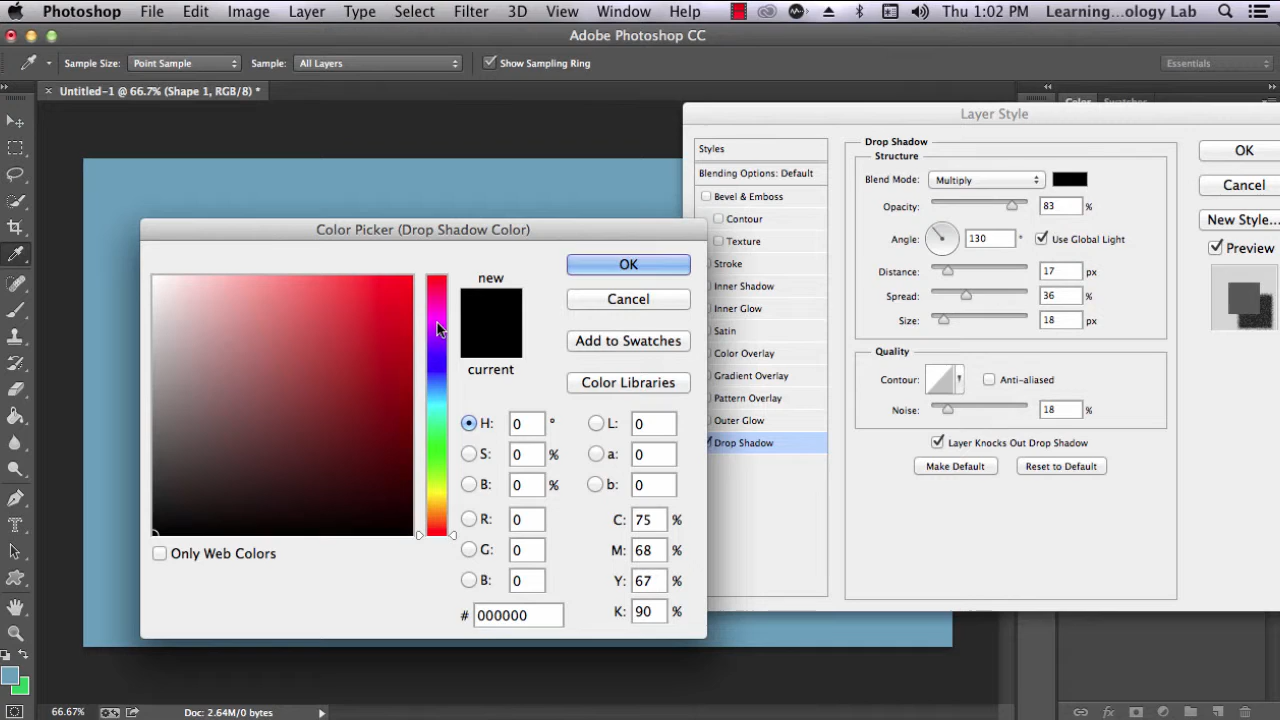 Photoshop File Edit Image Layer Type Select Filter 3D View Window Help Thu 1:02 PM Learning...ology Lab
Adobe Photoshop CC
Sample Size: Point Sample Sample: All Layers Show Sampling Ring Essentials
Untitled-1 @ 66.7% (Shape 1, RGB/8) *
Color Swatches
Layer Style
Styles
Blending Options: Default
Bevel & Emboss
Contour
Texture
Stroke
Inner Shadow
Inner Glow
Satin
Color Overlay
Gradient Overlay
Pattern Overlay
Outer Glow
Drop Shadow
Drop Shadow
Structure
Blend Mode: Multiply
Opacity: 83 %
Angle: 130 ° Use Global Light
Distance: 17 px
Spread: 36 %
Size: 18 px
Quality
Contour: Anti-aliased
Noise: 18 %
Layer Knocks Out Drop Shadow
Make Default Reset to Default
OK
Cancel
New Style...
Preview
Color Picker (Drop Shadow Color)
new
current
OK
Cancel
Add to Swatches
Color Libraries
H: 0 ° L: 0
S: 0 % a: 0
B: 0 % b: 0
R: 0 C: 75 %
G: 0 M: 68 %
B: 0 Y: 67 %
# 000000 K: 90 %
Only Web Colors
66.67% Doc: 2.64M/0 bytes